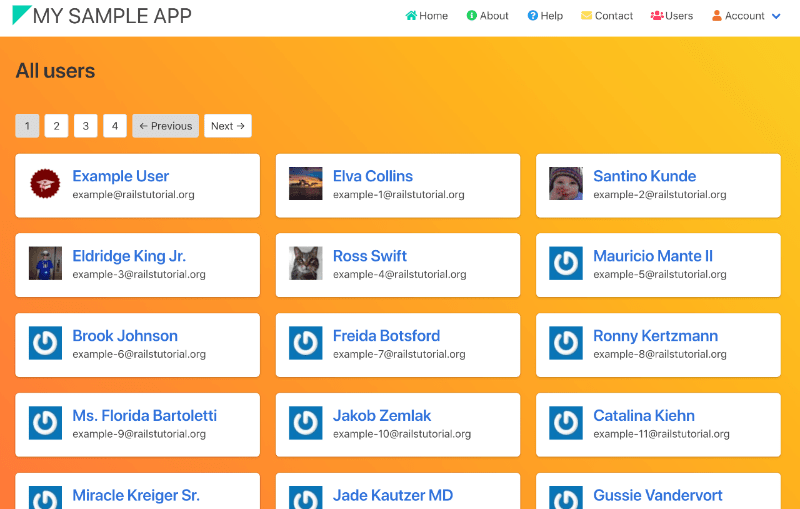 MY SAMPLE APP
Home About Help Contact Users Account
All users
1 2 3 4 ← Previous Next →
Example User Elva Collins Santino Kunde
example@railstutorial.org example-1@railstutorial.org example-2@railstutorial.org
Eldridge King Jr. Ross Swift Mauricio Mante II
example-3@railstutorial.org example-4@railstutorial.org example-5@railstutorial.org
Brook Johnson Freida Botsford Ronny Kertzmann
example-6@railstutorial.org example-7@railstutorial.org example-8@railstutorial.org
Ms. Florida Bartoletti Jakob Zemlak Catalina Kiehn
example-9@railstutorial.org example-10@railstutorial.org example-11@railstutorial.org
Miracle Kreiger Sr. Jade Kautzer MD Gussie Vandervort